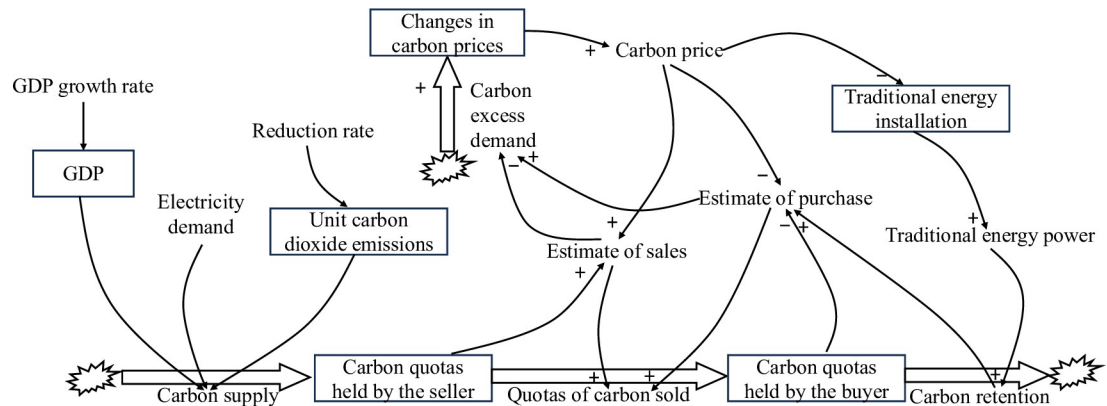 Changes in
carbon prices
+
Carbon price
GDP growth rate
+
Carbon
excess
demand
−
Traditional energy
installation
Reduction rate
− +
GDP
−
Electricity
demand
Estimate of purchase
Unit carbon
dioxide emissions
+
+
− +
Traditional energy power
Estimate of sales
+
Carbon quotas
held by the seller
Carbon quotas
held by the buyer
+ +
+
Carbon supply
Quotas of carbon sold
Carbon retention